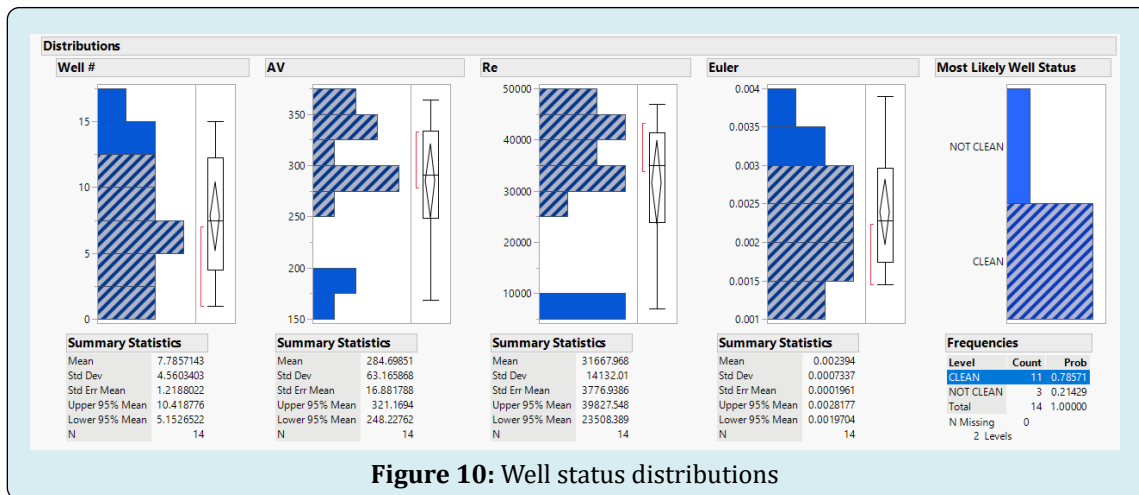 Distributions
Well #
15
10
5
0
Summary Statistics
Mean 7.7857143
Std Dev 4.5603403
Std Err Mean 1.2188022
Upper 95% Mean 10.418776
Lower 95% Mean 5.1526522
N 14
AV
350
300
250
200
150
Summary Statistics
Mean 284.69851
Std Dev 63.165868
Std Err Mean 16.881788
Upper 95% Mean 321.1694
Lower 95% Mean 248.22762
N 14
Re
50000
40000
30000
20000
10000
Summary Statistics
Mean 31667.968
Std Dev 14132.01
Std Err Mean 3776.9386
Upper 95% Mean 39827.548
Lower 95% Mean 23508.389
N 14
Euler
0.004
0.0035
0.003
0.0025
0.002
0.0015
0.001
Summary Statistics
Mean 0.002394
Std Dev 0.0007337
Std Err Mean 0.0001961
Upper 95% Mean 0.0028177
Lower 95% Mean 0.0019704
N 14
Most Likely Well Status
NOT CLEAN
CLEAN
Frequencies
Level Count Prob
CLEAN 11 0.78571
NOT CLEAN 3 0.21429
Total 14 1.00000
N Missing 0
2 Levels
Figure 10: Well status distributions